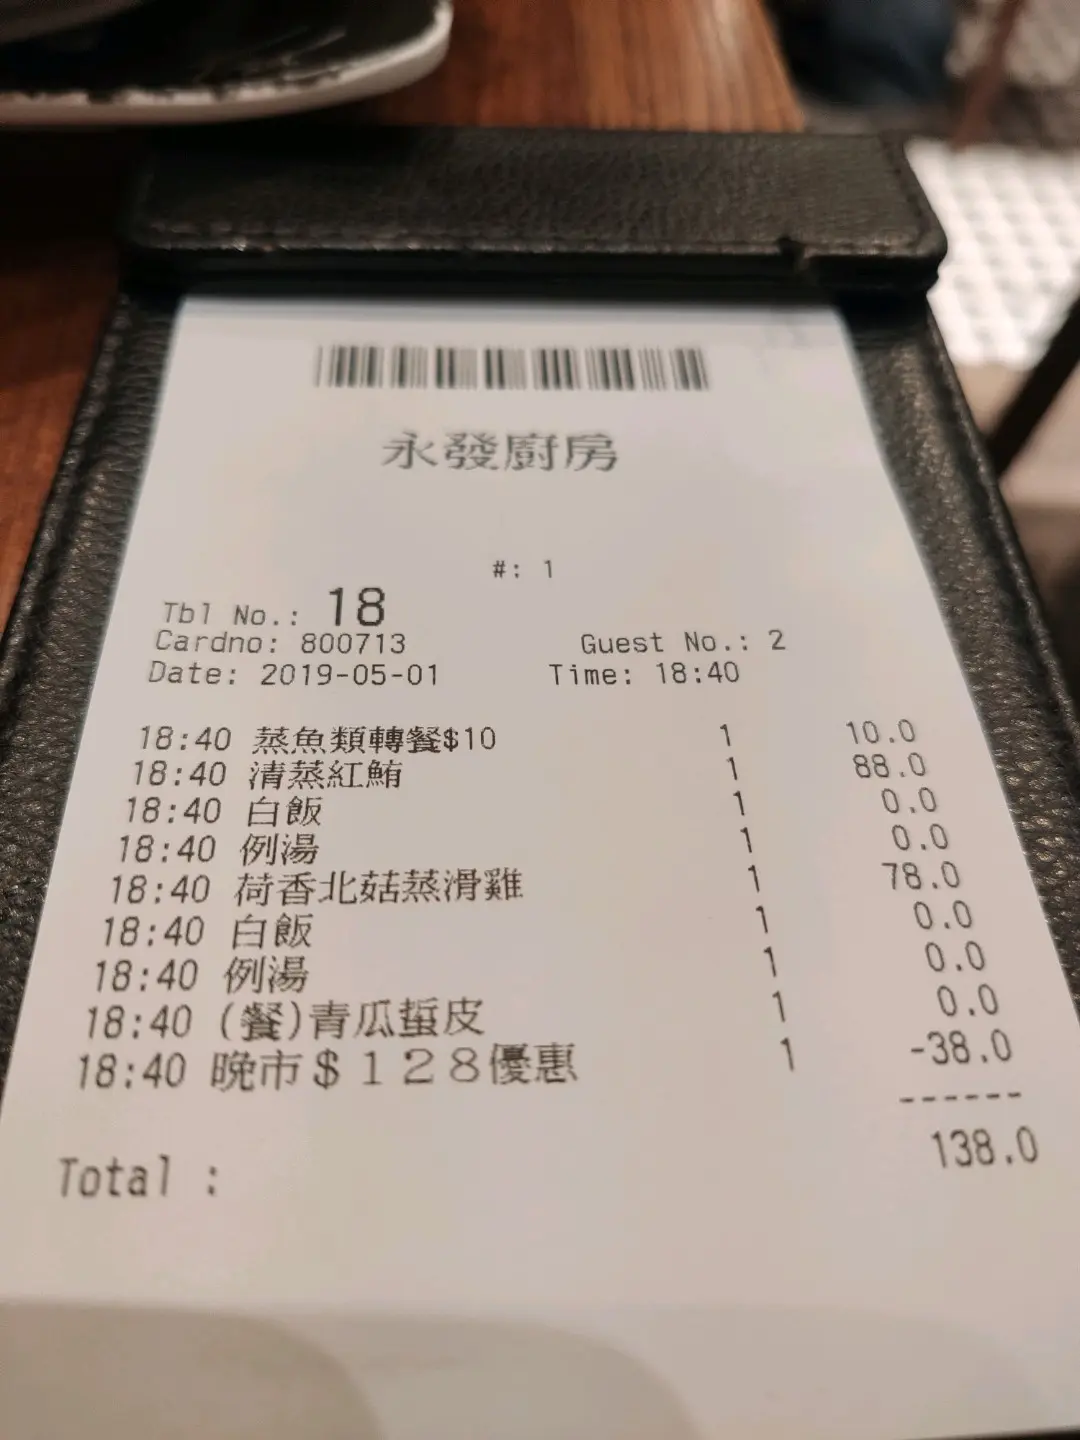 永發廚房
#: 1
Tbl No.: 18
Cardno: 800713 Guest No.: 2
Date: 2019-05-01 Time: 18:40
18:40 蒸魚類轉餐$10 1 10.0
18:40 清蒸紅鮪 1 88.0
18:40 白飯 1 0.0
18:40 例湯 1 0.0
18:40 荷香北菇蒸滑雞 1 78.0
18:40 白飯 1 0.0
18:40 例湯 1 0.0
18:40 (餐)青瓜蜇皮 1 0.0
18:40 晚市$128優惠 1 -38.0
------
Total : 138.0